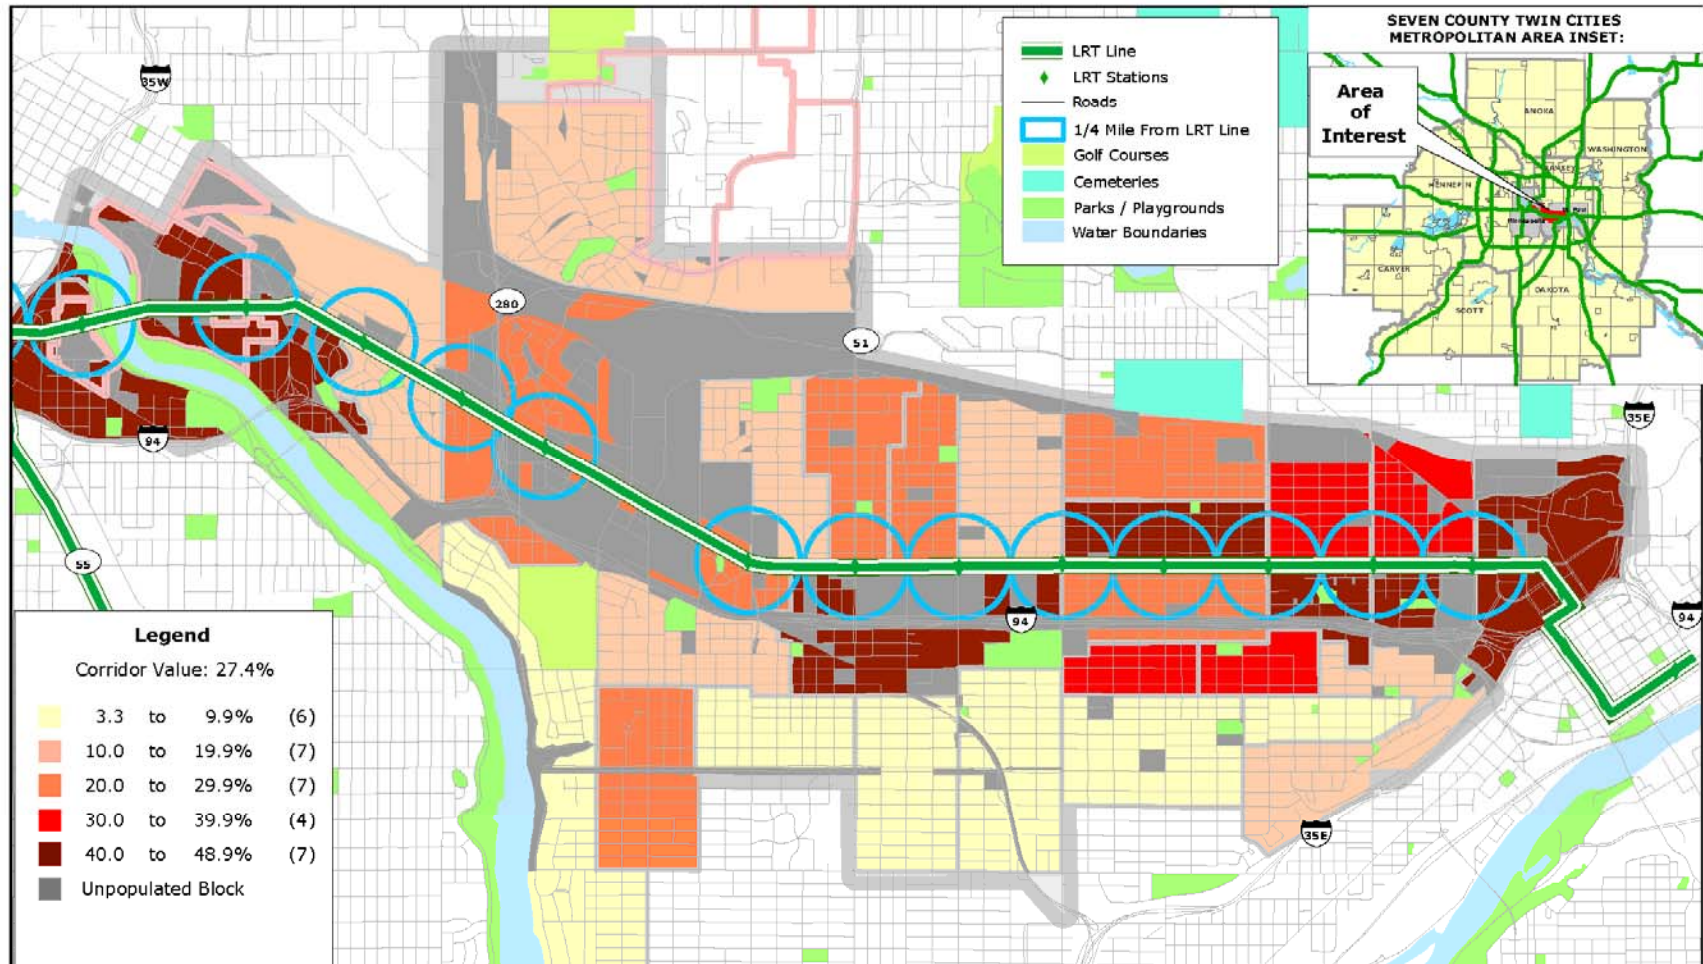 LRT Line
LRT Stations
Roads
1/4 Mile From LRT Line
Golf Courses
Cemeteries
Parks / Playgrounds
Water Boundaries
SEVEN COUNTY TWIN CITIES
METROPOLITAN AREA INSET:
Area
of
Interest
ANOKA
WASHINGTON
HENNEPIN
RAMSEY
CARVER
DAKOTA
SCOTT
35W
280
51
94
35E
55
94
94
35E
Legend
Corridor Value: 27.4%
3.3 to 9.9% (6)
10.0 to 19.9% (7)
20.0 to 29.9% (7)
30.0 to 39.9% (4)
40.0 to 48.9% (7)
Unpopulated Block